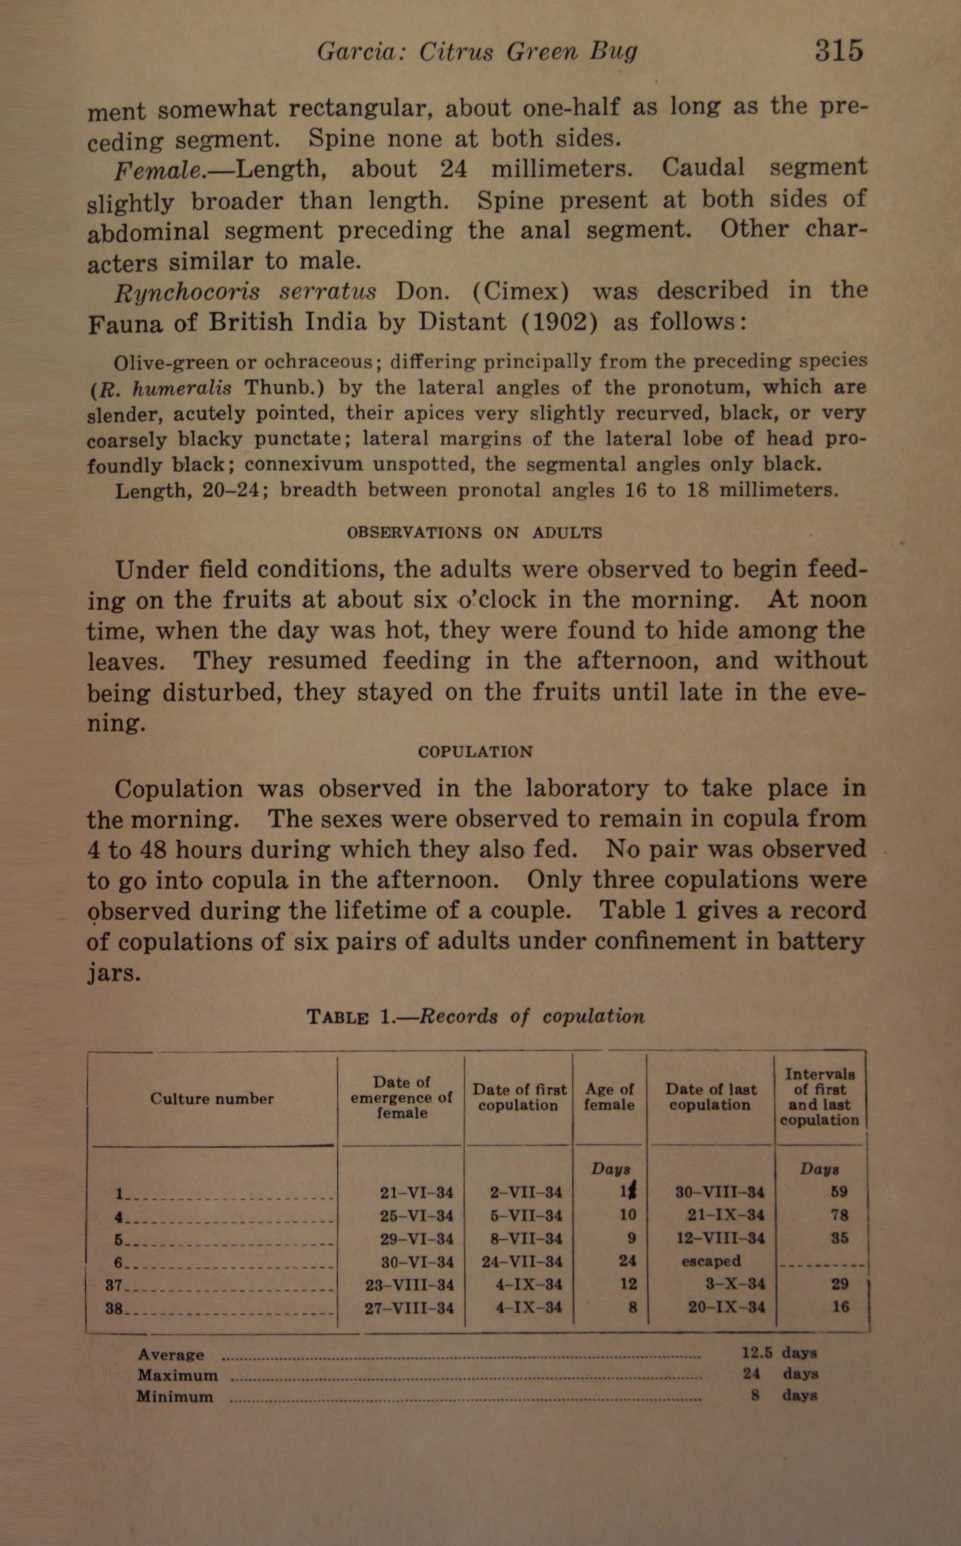 Garcia: Citrus Green Bug 315
ment somewhat rectangular, about one-half as long as the pre-
ceding segment. Spine none at both sides.
Female.—Length, about 24 millimeters. Caudal segment
slightly broader than length. Spine present at both sides of
abdominal segment preceding the anal segment. Other char-
acters similar to male.
Rynchocoris serratus Don. (Cimex) was described in the
Fauna of British India by Distant (1902) as follows:
Olive-green or ochraceous; differing principally from the preceding species
(R. humeralis Thunb.) by the lateral angles of the pronotum, which are
slender, acutely pointed, their apices very slightly recurved, black, or very
coarsely blacky punctate; lateral margins of the lateral lobe of head pro-
foundly black; connexivum unspotted, the segmental angles only black.
Length, 20–24; breadth between pronotal angles 16 to 18 millimeters.
OBSERVATIONS ON ADULTS
Under field conditions, the adults were observed to begin feed-
ing on the fruits at about six o'clock in the morning. At noon
time, when the day was hot, they were found to hide among the
leaves. They resumed feeding in the afternoon, and without
being disturbed, they stayed on the fruits until late in the eve-
ning.
COPULATION
Copulation was observed in the laboratory to take place in
the morning. The sexes were observed to remain in copula from
4 to 48 hours during which they also fed. No pair was observed
to go into copula in the afternoon. Only three copulations were
observed during the lifetime of a couple. Table 1 gives a record
of copulations of six pairs of adults under confinement in battery
jars.
TABLE 1.—Records of copulation
Culture number
Date of
emergence of
female
Date of first
copulation
Age of
female
Date of last
copulation
Intervals
of first
and last
copulation
Days Days
1 21–VI–34 2–VII–34 30–VIII–34 59
4 25–VI–34 5–VII–34 10 21–IX–34 78
5 29–VI–34 8–VII–34 9 12–VIII–34 35
6 30–VI–34 24–VII–34 24 escaped
37 23–VIII–34 4–IX–34 12 3–X–34 29
38 27–VIII–34 4–IX–34 8 20–IX–34 16
Average 12.5 days
Maximum 24 days
Minimum 8 days